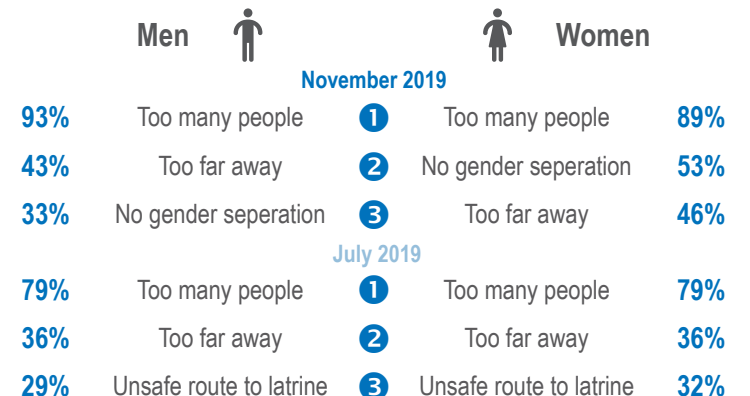 Men Women
November 2019
93% Too many people 1 Too many people 89%
43% Too far away 2 No gender seperation 53%
33% No gender seperation 3 Too far away 46%
July 2019
79% Too many people 1 Too many people 79%
36% Too far away 2 Too far away 36%
29% Unsafe route to latrine 3 Unsafe route to latrine 32%